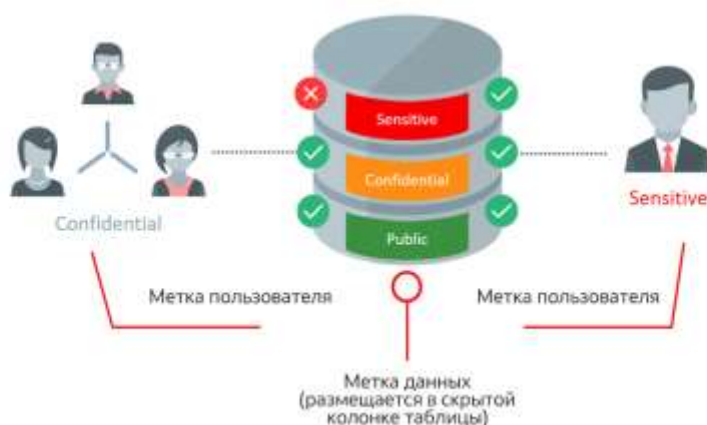 Sensitive
Confidential
Public
Confidential
Sensitive
Метка пользователя
Метка пользователя
Метка данных
(размещается в скрытой
колонке таблицы)